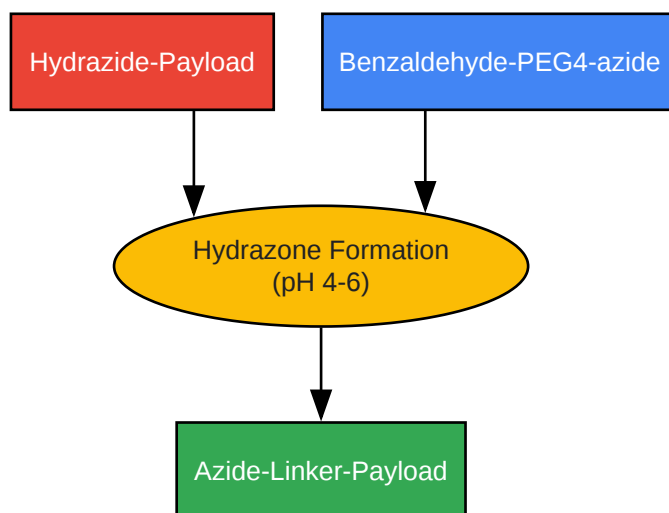 Hydrazide-Payload
Benzaldehyde-PEG4-azide
Hydrazone Formation
(pH 4-6)
Azide-Linker-Payload